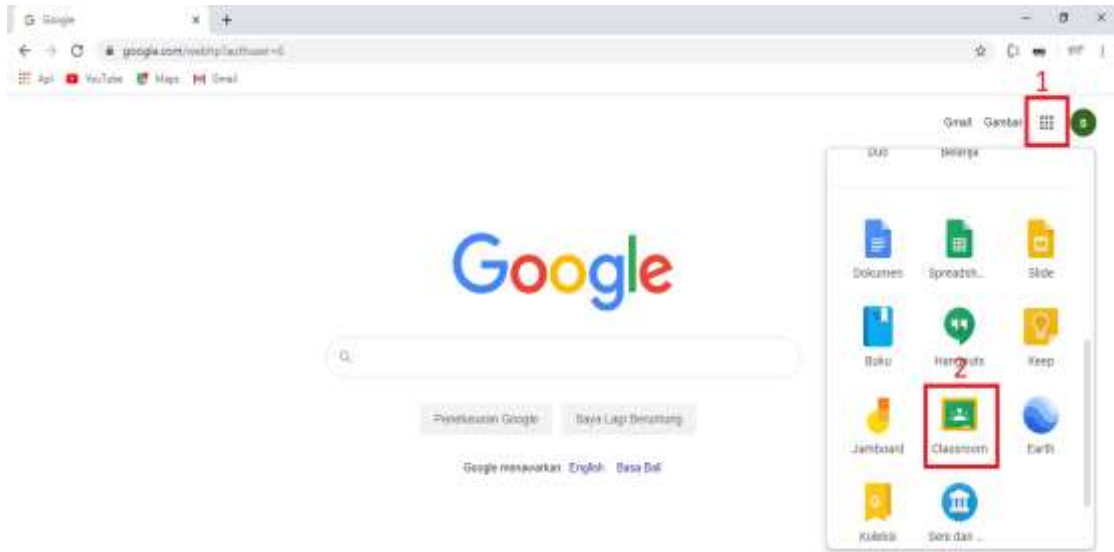 G Google × +
google.com/webhp?authuser=6
Apl YouTube Maps Gmail
1
Gmail Gambar
Duo Belanja
Google
Dokumen Spreadsh... Slide
Buku Hangouts Keep
2
Penelusuran Google Saya Lagi Beruntung
Jamboard Classroom Earth
Google menawarkan: English Basa Bali
Koleksi Seni dan ...